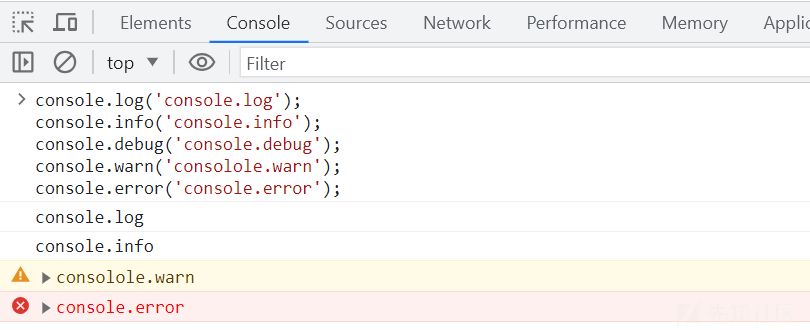 Elements Console Sources Network Performance Memory Applic
top Filter
console.log('console.log');
console.info('console.info');
console.debug('console.debug');
console.warn('consolole.warn');
console.error('console.error');
console.log
console.info
consolole.warn
console.error